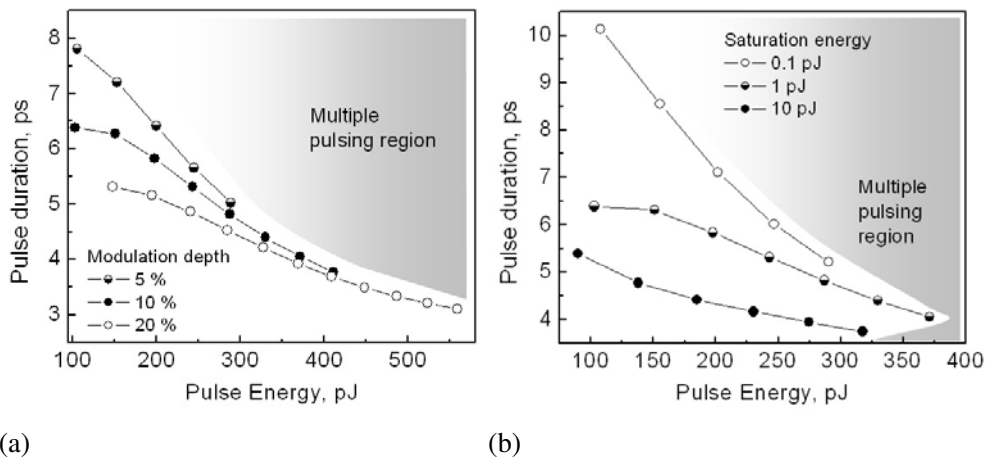 8
7
6
5
4
3
Pulse duration, ps
Multiple
pulsing region
Modulation depth
5 %
10 %
20 %
100 200 300 400 500
Pulse Energy, pJ
(a)
10
9
8
7
6
5
4
Pulse duration, ps
Saturation energy
0.1 pJ
1 pJ
10 pJ
Multiple
pulsing
region
100 150 200 250 300 350 400
Pulse Energy, pJ
(b)